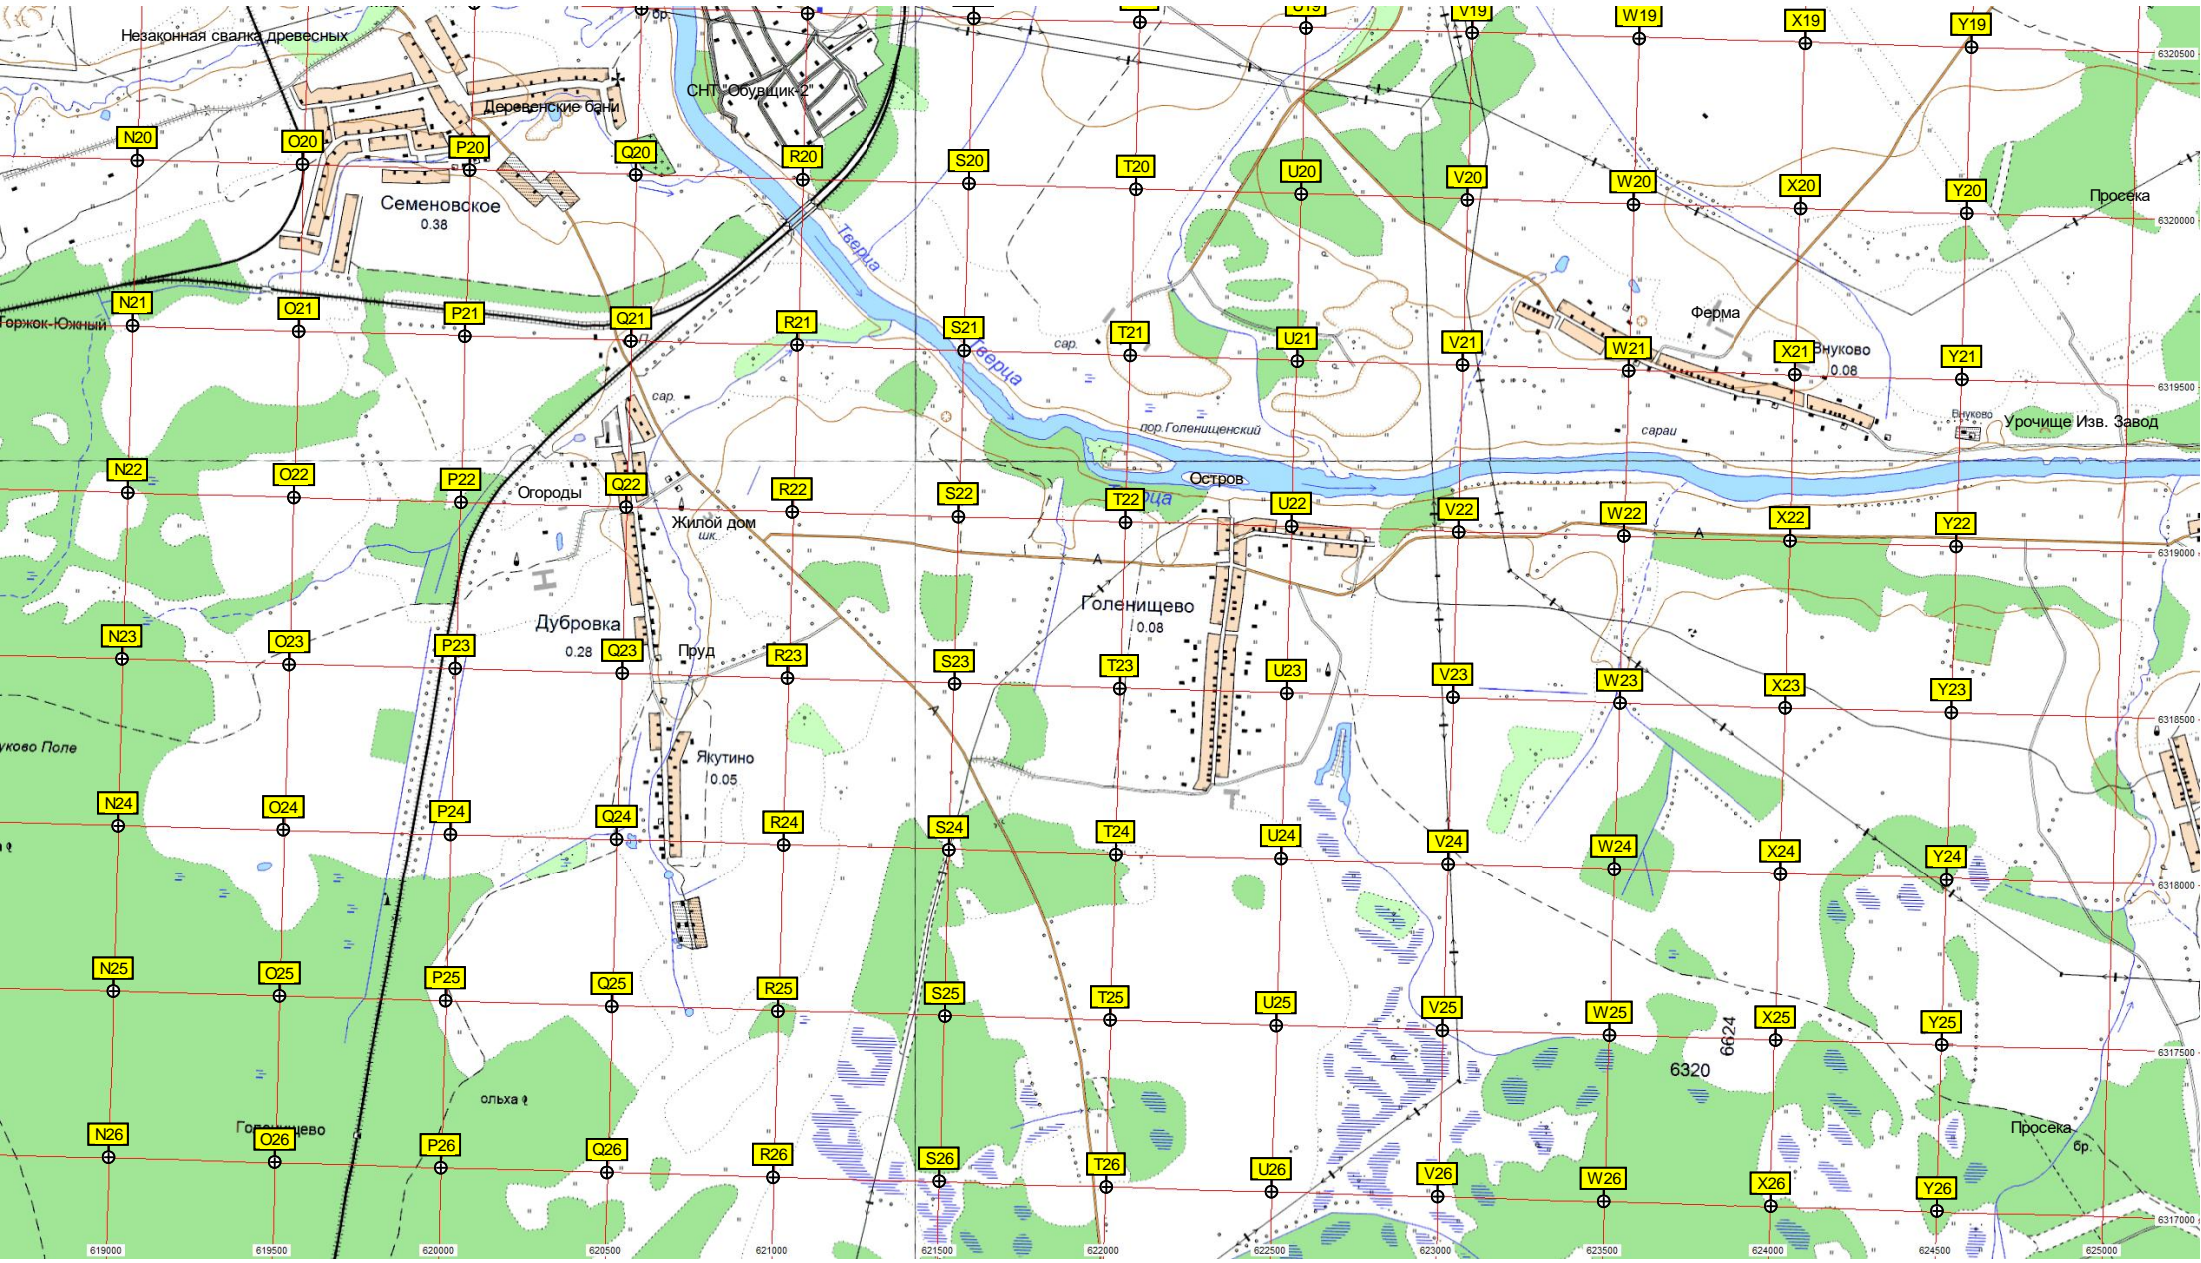 бр.
U19
V19
W19
X19
Y19
Незаконная свалка древесных
6320500
СНТ "Обувщик-2"
Деревенские бани
N20
O20
P20
Q20
R20
S20
T20
U20
V20
W20
X20
Y20
Просека
Семеновское
0.38
6320000
Тверца
N21
O21
P21
Q21
R21
S21
T21
U21
V21
W21
X21
Y21
Торжок-Южный
Ферма
сар.
Внуково
0.08
Тверца
6319500
сар.
Внуково
Урочище Изв. Завод
пор.Голенищенский
сараи
N22
O22
P22
Q22
R22
S22
T22
U22
V22
W22
X22
Y22
Огороды
Остров
Жилой дом
шк.
А
А
6319000
Голенищево
0.08
Дубровка
0.28
Пруд
N23
O23
P23
Q23
R23
S23
T23
U23
V23
W23
X23
Y23
А
6318500
уково Поле
Якутино
0.05
N24
O24
P24
Q24
R24
S24
T24
U24
V24
W24
X24
Y24
6318000
N25
O25
P25
Q25
R25
S25
T25
U25
V25
W25
X25
Y25
6624
6320
6317500
ольха
Просека
бр.
N26
O26
P26
Q26
R26
S26
T26
U26
V26
W26
X26
Y26
6317000
619000
619500
620000
620500
621000
621500
622000
622500
623000
623500
624000
624500
625000